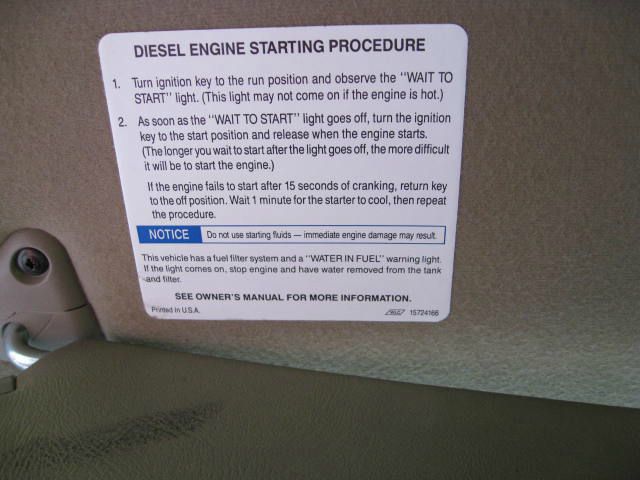 DIESEL ENGINE STARTING PROCEDURE
1. Turn ignition key to the run position and observe the "WAIT TO
START" light. (This light may not come on if the engine is hot.)
2. As soon as the "WAIT TO START" light goes off, turn the ignition
key to the start position and release when the engine starts.
(The longer you wait to start after the light goes off, the more difficult
it will be to start the engine.)
If the engine fails to start after 15 seconds of cranking, return key
to the off position. Wait 1 minute for the starter to cool, then repeat
the procedure.
NOTICE Do not use starting fluids — immediate engine damage may result.
This vehicle has a fuel filter system and a "WATER IN FUEL" warning light.
If the light comes on, stop engine and have water removed from the tank
and filter.
SEE OWNER'S MANUAL FOR MORE INFORMATION.
Printed in U.S.A. 15724166